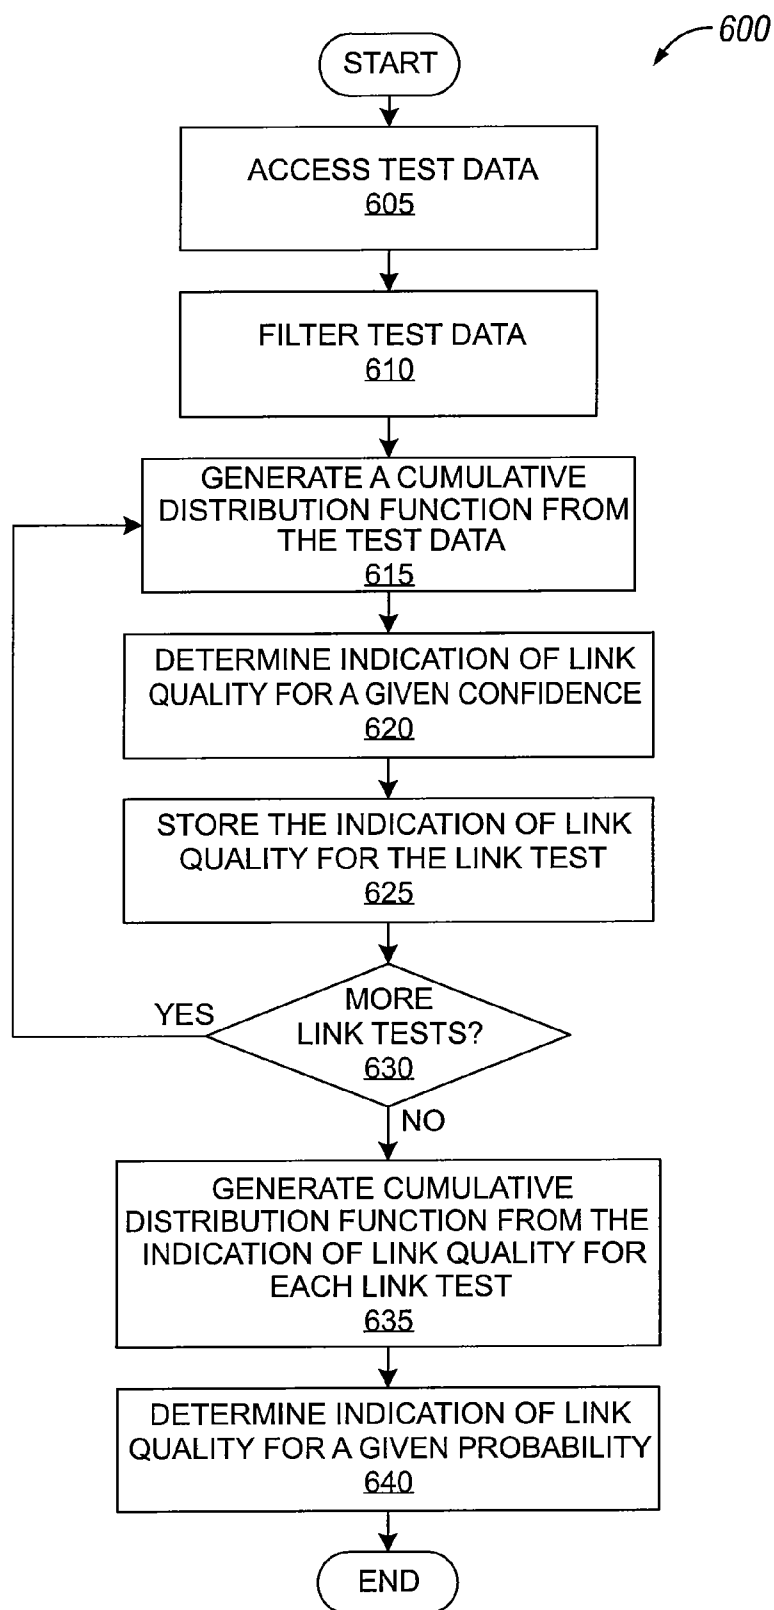 600
START
ACCESS TEST DATA
605
FILTER TEST DATA
610
GENERATE A CUMULATIVE
DISTRIBUTION FUNCTION FROM
THE TEST DATA
615
DETERMINE INDICATION OF LINK
QUALITY FOR A GIVEN CONFIDENCE
620
STORE THE INDICATION OF LINK
QUALITY FOR THE LINK TEST
625
YES
MORE
LINK TESTS?
630
NO
GENERATE CUMULATIVE
DISTRIBUTION FUNCTION FROM THE
INDICATION OF LINK QUALITY FOR
EACH LINK TEST
635
DETERMINE INDICATION OF LINK
QUALITY FOR A GIVEN PROBABILITY
640
END